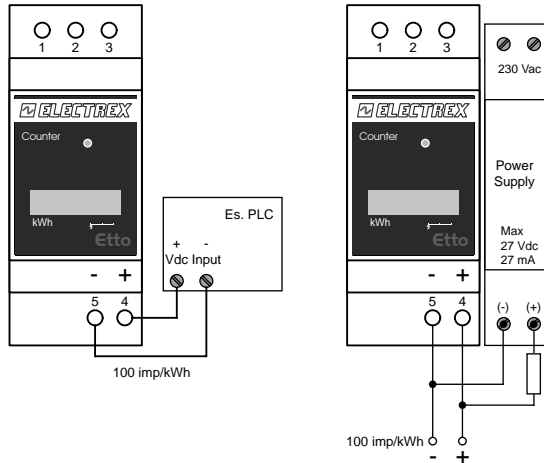 1 2 3
ELECTREX
Counter
kWh
Etto
- +
5 4
Es. PLC
+ -
Vdc Input
100 imp/kWh
1 2 3
ELECTREX
Counter
kWh
Etto
- +
5 4
230 Vac
Power
Supply
Max
27 Vdc
27 mA
(-) (+)
100 imp/kWh
- +